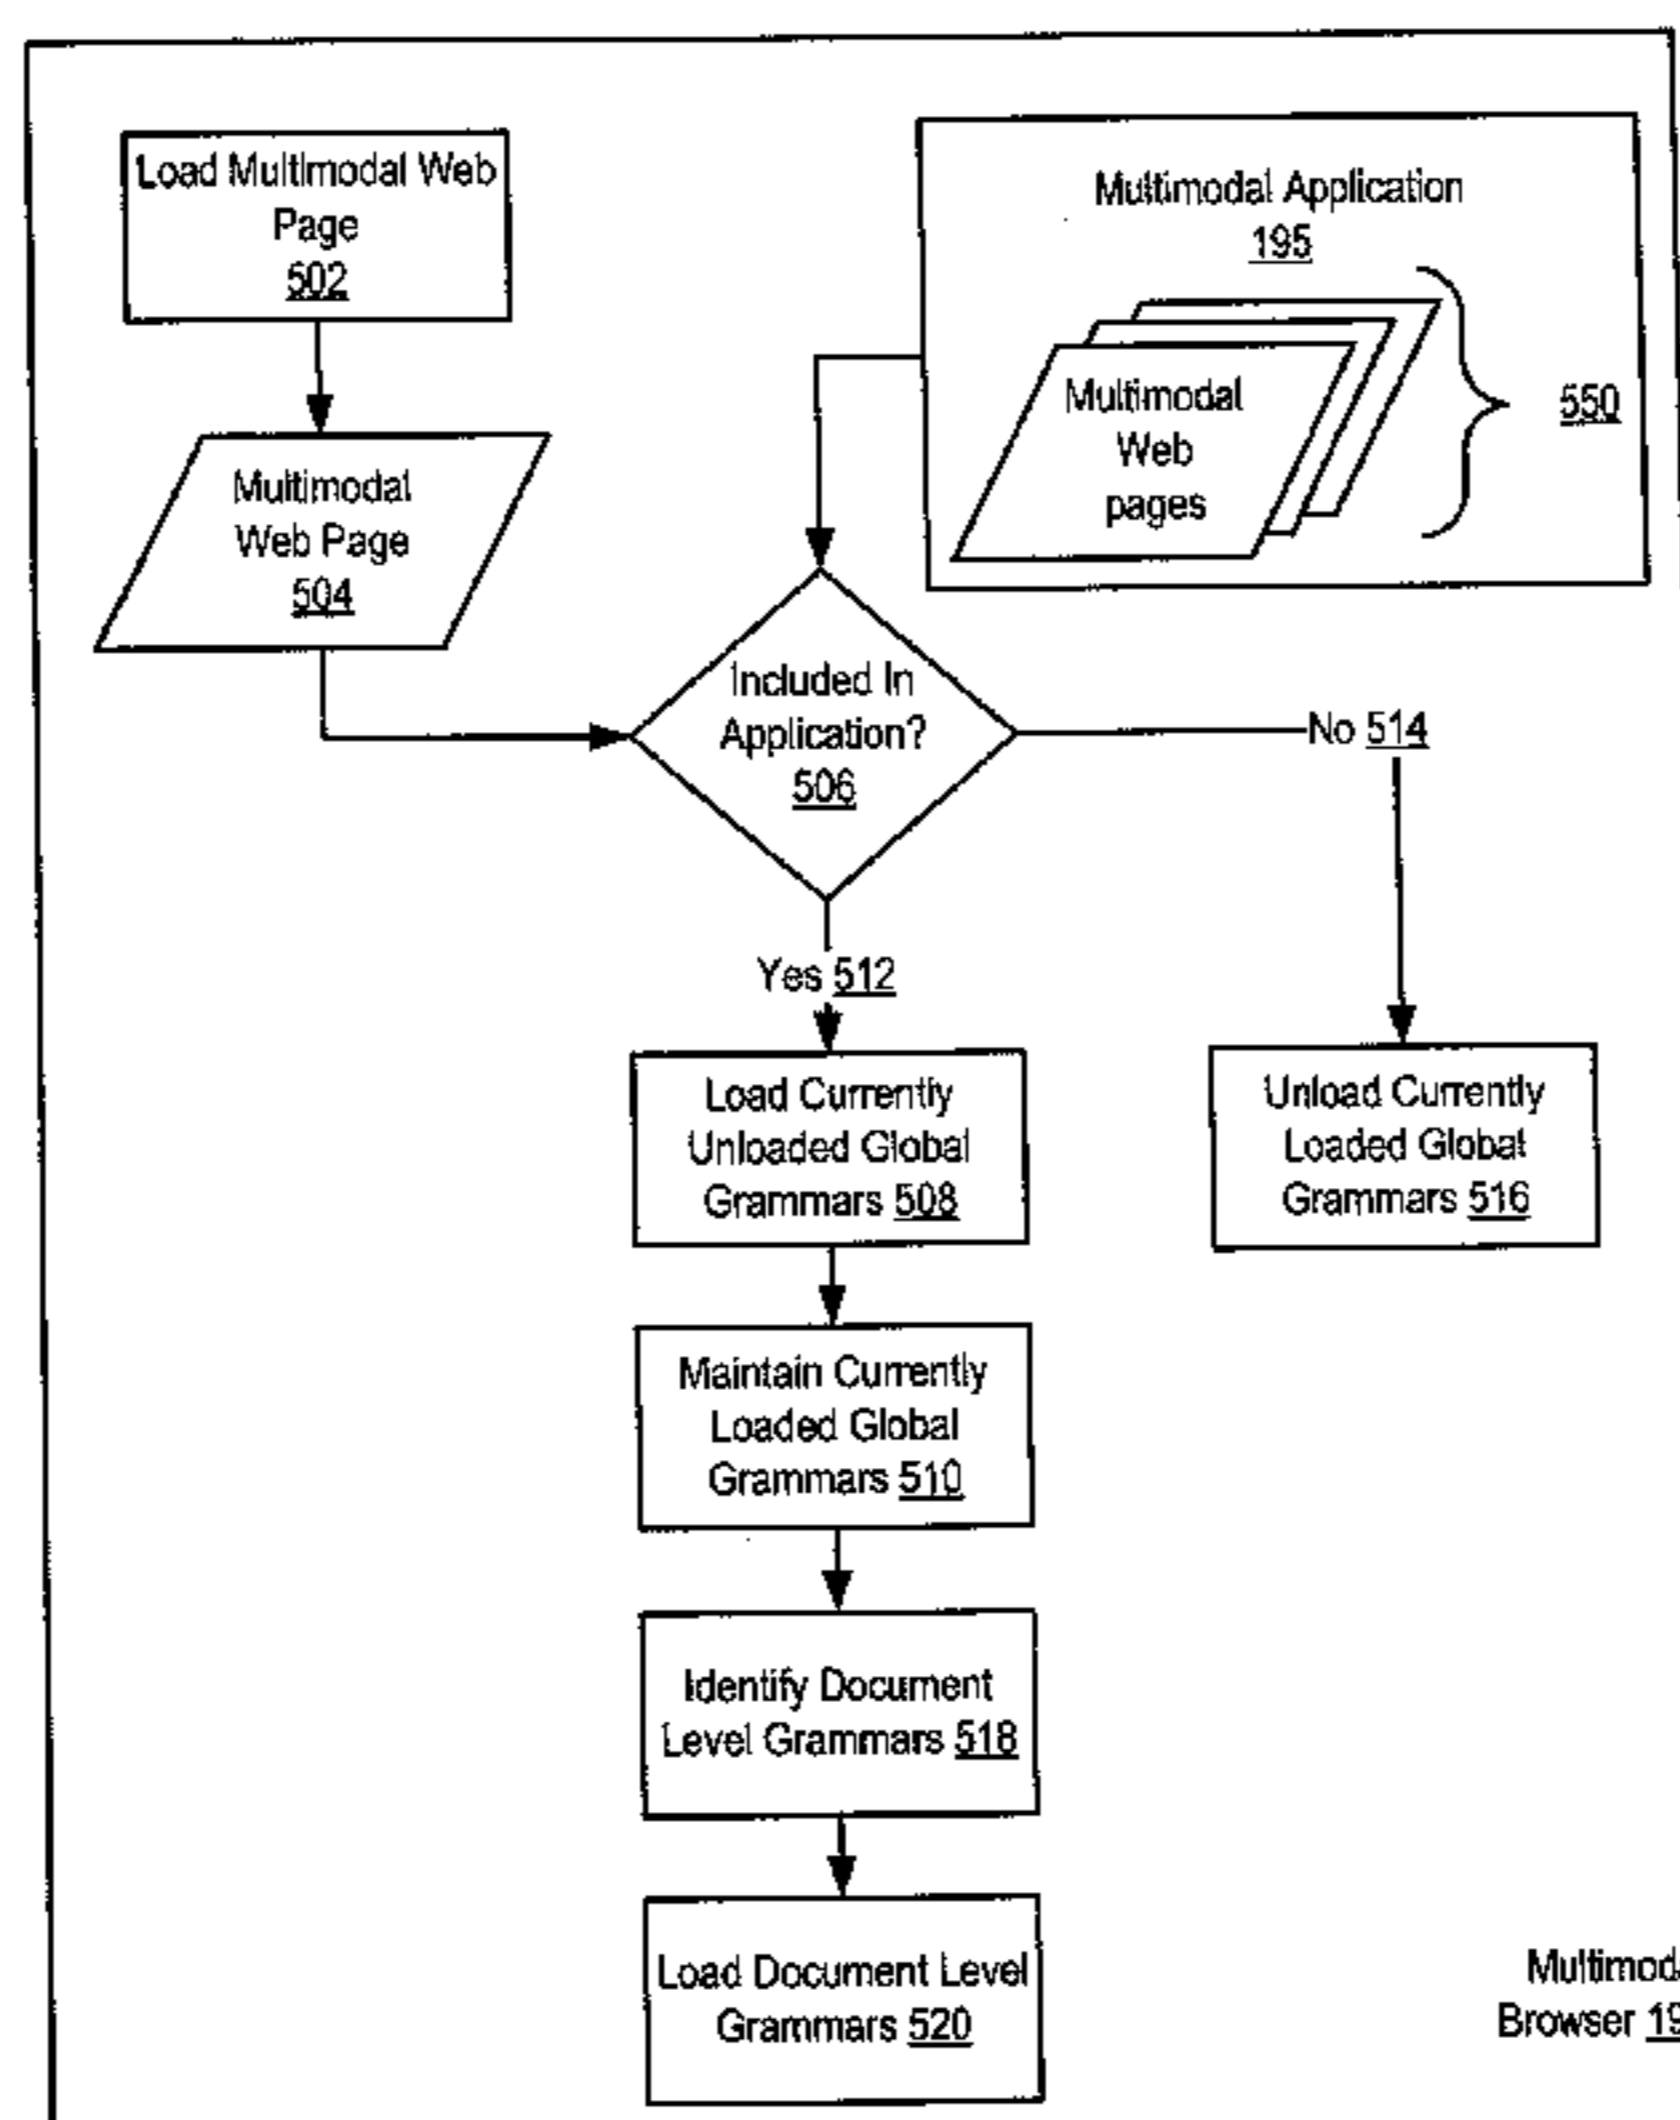 Load Multimodal Web
Page
502
Multimodal Application
195
Multimodal
Web
pages
550
Multimodal
Web Page
504
Included In
Application?
506
No 514
Yes 512
Load Currently
Unloaded Global
Grammars 508
Unload Currently
Loaded Global
Grammars 516
Maintain Currently
Loaded Global
Grammars 510
Identify Document
Level Grammars 518
Load Document Level
Grammars 520
Browser